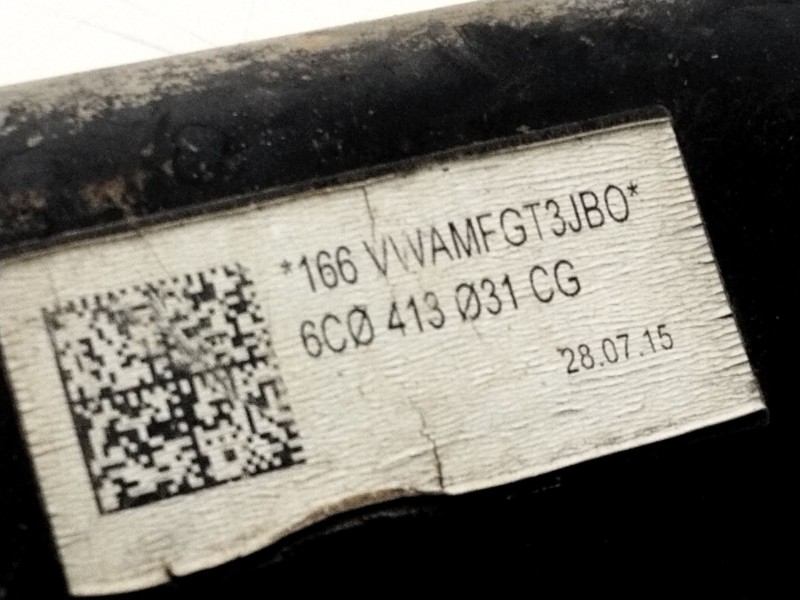 *166 VWAMFGT3JBO*
6CØ 413 Ø31 CG
28.07.15